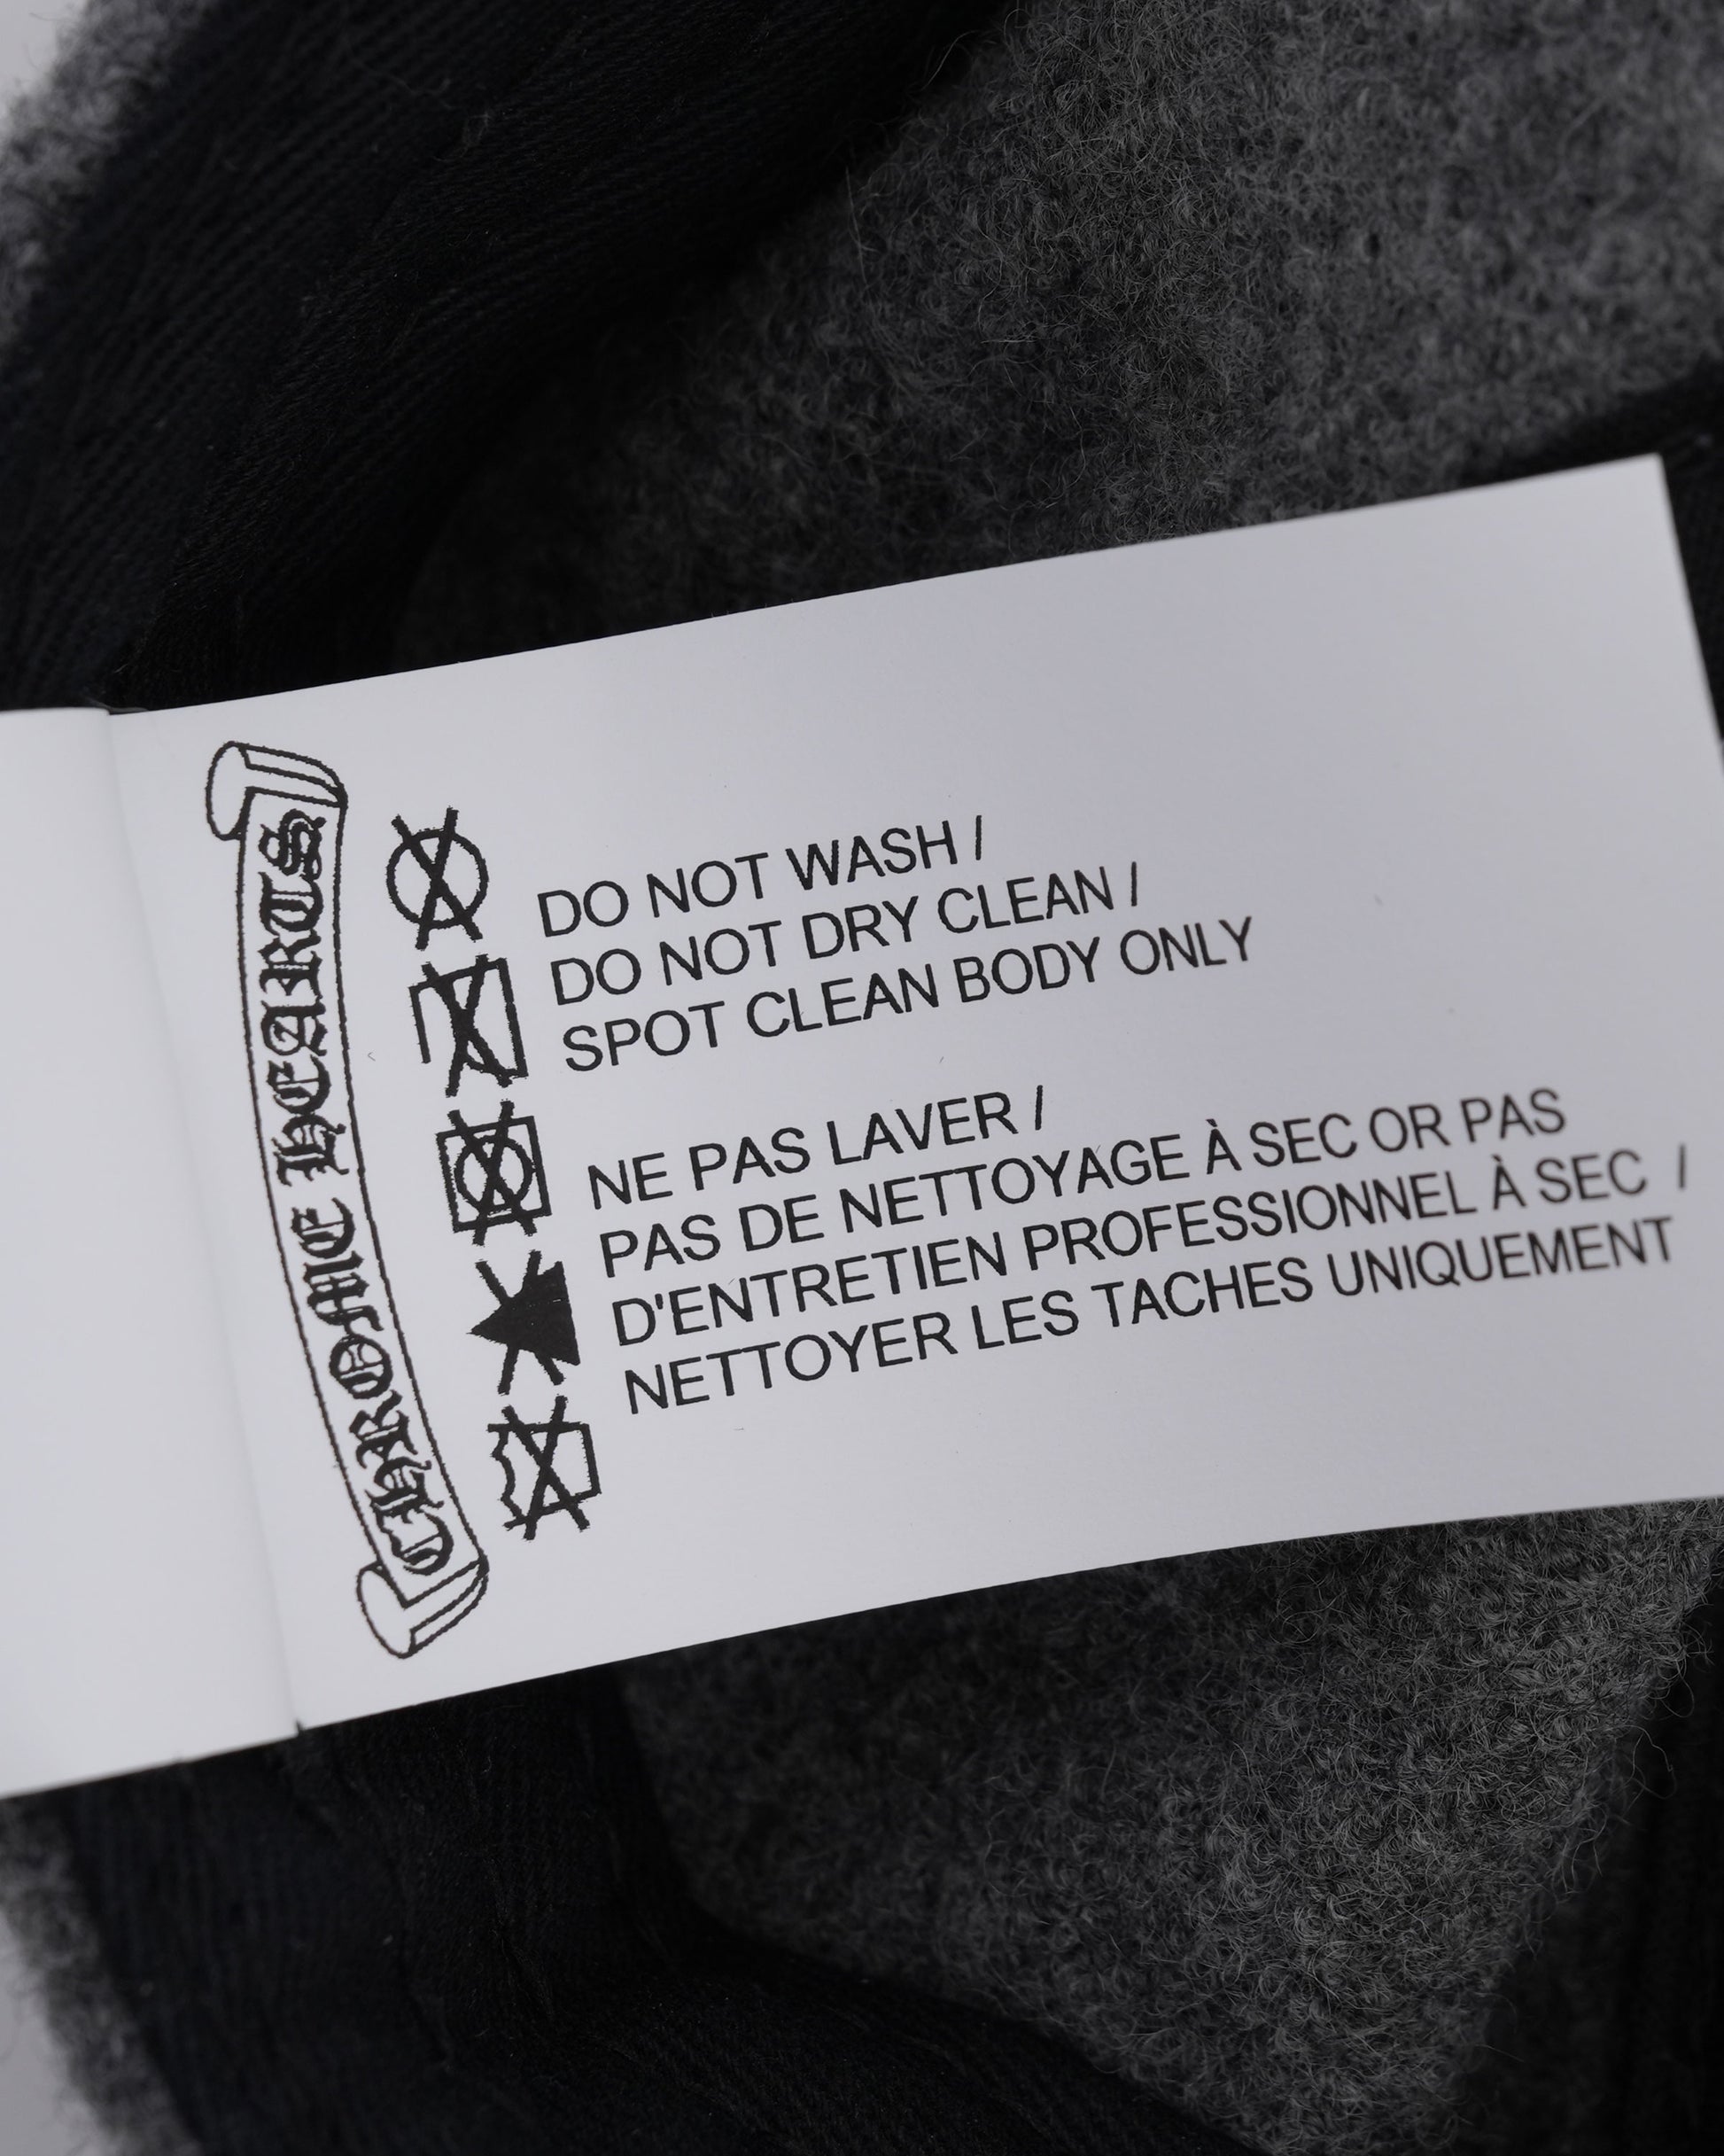 CHROME HEARTS
DO NOT WASH /
DO NOT DRY CLEAN /
SPOT CLEAN BODY ONLY
NE PAS LAVER /
PAS DE NETTOYAGE À SEC OR PAS
D'ENTRETIEN PROFESSIONNEL À SEC /
NETTOYER LES TACHES UNIQUEMENT